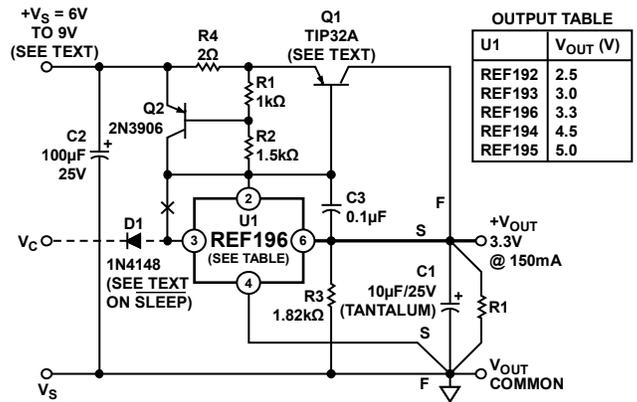 +VS = 6V
TO 9V
(SEE TEXT)
R4
2Ω
Q1
TIP32A
(SEE TEXT)
OUTPUT TABLE
U1 VOUT (V)
REF192 2.5
REF193 3.0
REF196 3.3
REF194 4.5
REF195 5.0
R1
1kΩ
Q2
2N3906
C2
100µF
25V
+
R2
1.5kΩ
C3
0.1µF
F
S
2
U1
REF196
(SEE TABLE)
3
6
4
+VOUT
3.3V
@ 150mA
VC
D1
1N4148
(SEE TEXT
ON SLEEP)
R3
1.82kΩ
C1
10µF/25V
(TANTALUM)
+
R1
S
F
VS
VOUT
COMMON